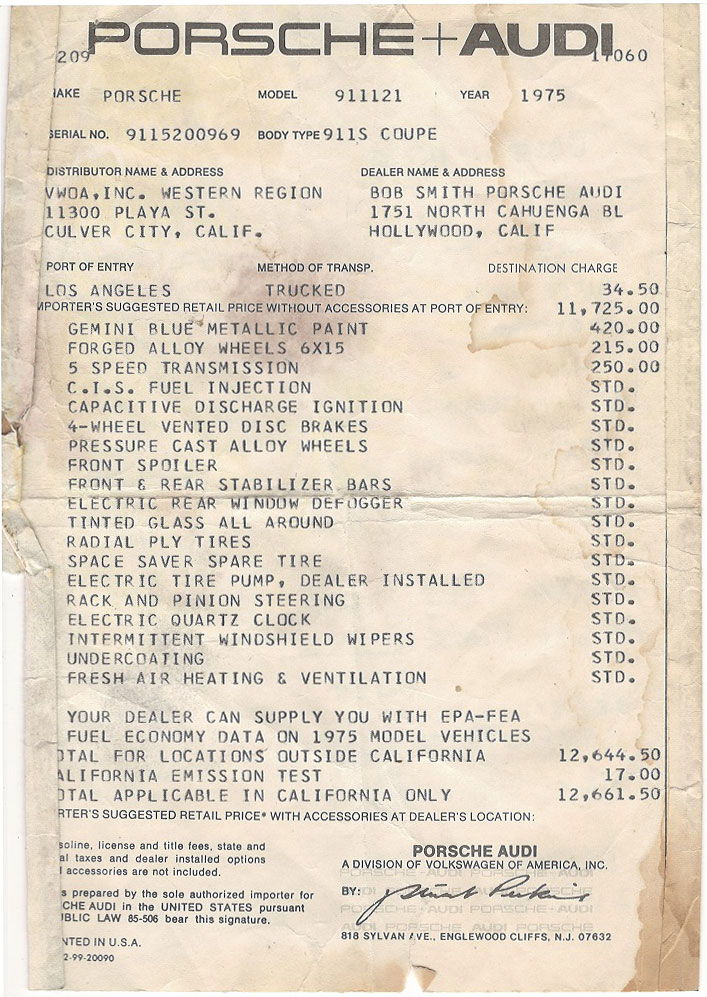 PORSCHE+AUDI
209 17060
MAKE PORSCHE MODEL 911121 YEAR 1975
SERIAL NO. 9115200969 BODY TYPE 911S COUPE
DISTRIBUTOR NAME & ADDRESS DEALER NAME & ADDRESS
VWOA,INC. WESTERN REGION BOB SMITH PORSCHE AUDI
11300 PLAYA ST. 1751 NORTH CAHUENGA BL
CULVER CITY, CALIF. HOLLYWOOD, CALIF
PORT OF ENTRY METHOD OF TRANSP. DESTINATION CHARGE
LOS ANGELES TRUCKED 34.50
IMPORTER'S SUGGESTED RETAIL PRICE WITHOUT ACCESSORIES AT PORT OF ENTRY: 11,725.00
GEMINI BLUE METALLIC PAINT 420.00
FORGED ALLOY WHEELS 6X15 215.00
5 SPEED TRANSMISSION 250.00
C.I.S. FUEL INJECTION STD.
CAPACITIVE DISCHARGE IGNITION STD.
4-WHEEL VENTED DISC BRAKES STD.
PRESSURE CAST ALLOY WHEELS STD.
FRONT SPOILER STD.
FRONT & REAR STABILIZER BARS STD.
ELECTRIC REAR WINDOW DEFOGGER STD.
TINTED GLASS ALL AROUND STD.
RADIAL PLY TIRES STD.
SPACE SAVER SPARE TIRE STD.
ELECTRIC TIRE PUMP, DEALER INSTALLED STD.
RACK AND PINION STEERING STD.
ELECTRIC QUARTZ CLOCK STD.
INTERMITTENT WINDSHIELD WIPERS STD.
UNDERCOATING STD.
FRESH AIR HEATING & VENTILATION STD.
YOUR DEALER CAN SUPPLY YOU WITH EPA-FEA
FUEL ECONOMY DATA ON 1975 MODEL VEHICLES
OTAL FOR LOCATIONS OUTSIDE CALIFORNIA 12,644.50
ALIFORNIA EMISSION TEST 17.00
OTAL APPLICABLE IN CALIFORNIA ONLY 12,661.50
RTER'S SUGGESTED RETAIL PRICE* WITH ACCESSORIES AT DEALER'S LOCATION:
soline, license and title fees, state and
al taxes and dealer installed options
l accessories are not included.
s prepared by the sole authorized importer for
CHE AUDI in the UNITED STATES pursuant
UBLIC LAW 85-506 bear this signature.
NTED IN U.S.A.
2-99-20090
PORSCHE AUDI
A DIVISION OF VOLKSWAGEN OF AMERICA, INC.
BY:
818 SYLVAN AVE., ENGLEWOOD CLIFFS, N.J. 07632